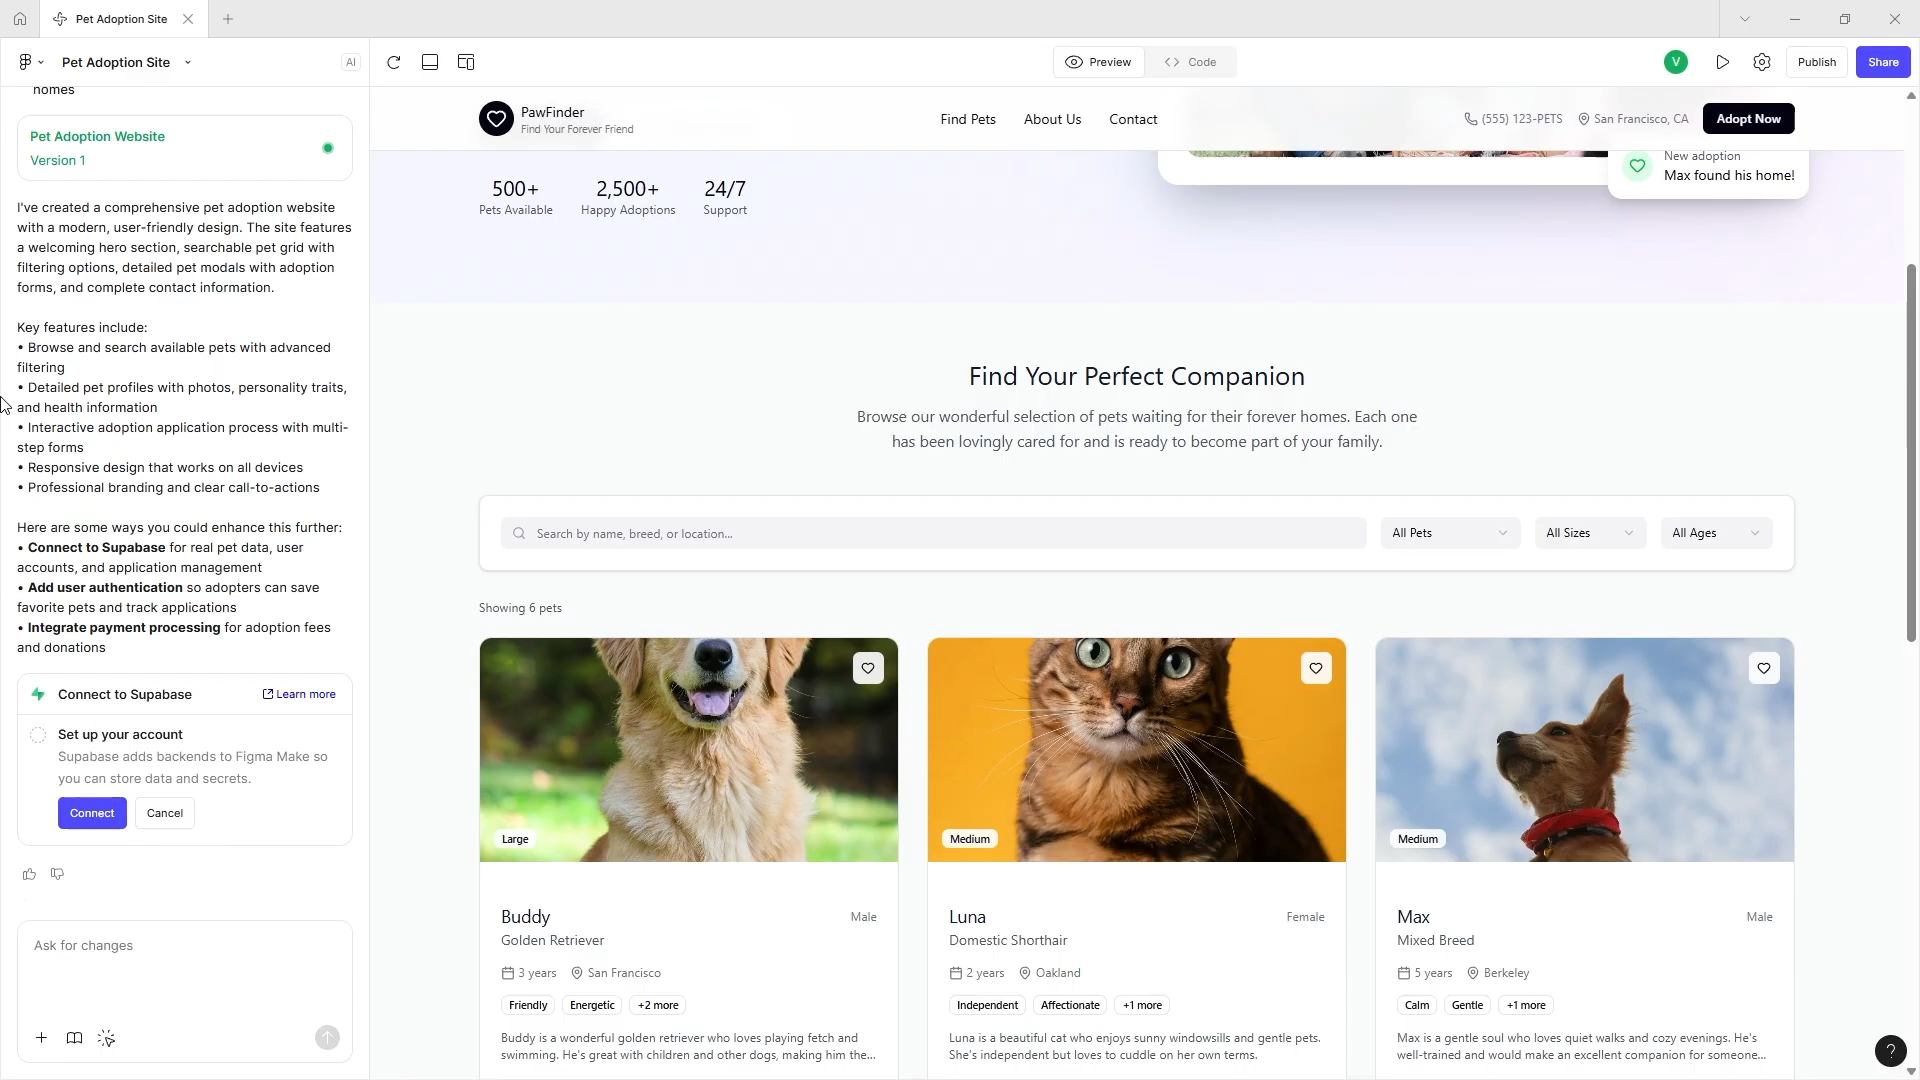 Pet Adoption Site
Pet Adoption Site
AI
Preview
Code
V
Publish
Share
homes
Pet Adoption Website
Version 1
I've created a comprehensive pet adoption website
with a modern, user-friendly design. The site features
a welcoming hero section, searchable pet grid with
filtering options, detailed pet modals with adoption
forms, and complete contact information.
Key features include:
• Browse and search available pets with advanced
filtering
• Detailed pet profiles with photos, personality traits,
and health information
• Interactive adoption application process with multi-
step forms
• Responsive design that works on all devices
• Professional branding and clear call-to-actions
Here are some ways you could enhance this further:
• Connect to Supabase for real pet data, user
accounts, and application management
• Add user authentication so adopters can save
favorite pets and track applications
• Integrate payment processing for adoption fees
and donations
Connect to Supabase
Learn more
Set up your account
Supabase adds backends to Figma Make so
you can store data and secrets.
Connect
Cancel
Ask for changes
PawFinder
Find Your Forever Friend
Find Pets
About Us
Contact
(555) 123-PETS
San Francisco, CA
Adopt Now
New adoption
Max found his home!
500+
Pets Available
2,500+
Happy Adoptions
24/7
Support
Find Your Perfect Companion
Browse our wonderful selection of pets waiting for their forever homes. Each one
has been lovingly cared for and is ready to become part of your family.
Search by name, breed, or location...
All Pets
All Sizes
All Ages
Showing 6 pets
Large
Buddy
Male
Golden Retriever
3 years
San Francisco
Friendly
Energetic
+2 more
Buddy is a wonderful golden retriever who loves playing fetch and
swimming. He's great with children and other dogs, making him the...
Medium
Luna
Female
Domestic Shorthair
2 years
Oakland
Independent
Affectionate
+1 more
Luna is a beautiful cat who enjoys sunny windowsills and gentle pets.
She's independent but loves to cuddle on her own terms.
Medium
Max
Male
Mixed Breed
5 years
Berkeley
Calm
Gentle
+1 more
Max is a gentle soul who loves quiet walks and cozy evenings. He's
well-trained and would make an excellent companion for someone...
?